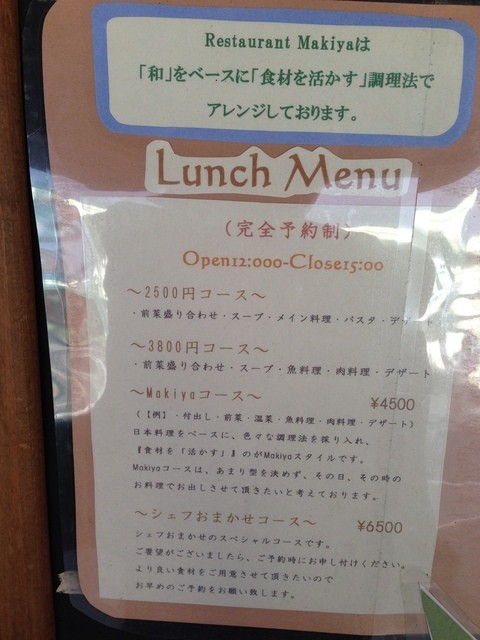 Restaurant Makiyaは
「和」をベースに「食材を活かす」調理法で
アレンジしております。
Lunch Menu
(完全予約制)
Open12:000-Close15:00
～2500円コース～
・前菜盛り合わせ・スープ・メイン料理・パスタ・デザート
～3800円コース～
・前菜盛り合わせ・スープ・魚料理・肉料理・デザート
～Makiyaコース～ ¥4500
(【例】・付出し・前菜・温菜・魚料理・肉料理・デザート)
日本料理をベースに、色々な調理法を採り入れ、
『食材を「活かす」』のがMakiyaスタイルです。
Makiyaコースは、あまり型を決めず、その日、その時の
お料理でお出しさせて頂きたいと考えております。
～シェフおまかせコース～ ¥6500
シェフおまかせのスペシャルコースです。
ご要望がございましたら、ご予約時にお申し付けください。
より良い食材をご用意させて頂きたいので
お早めのご予約をお願い致します。